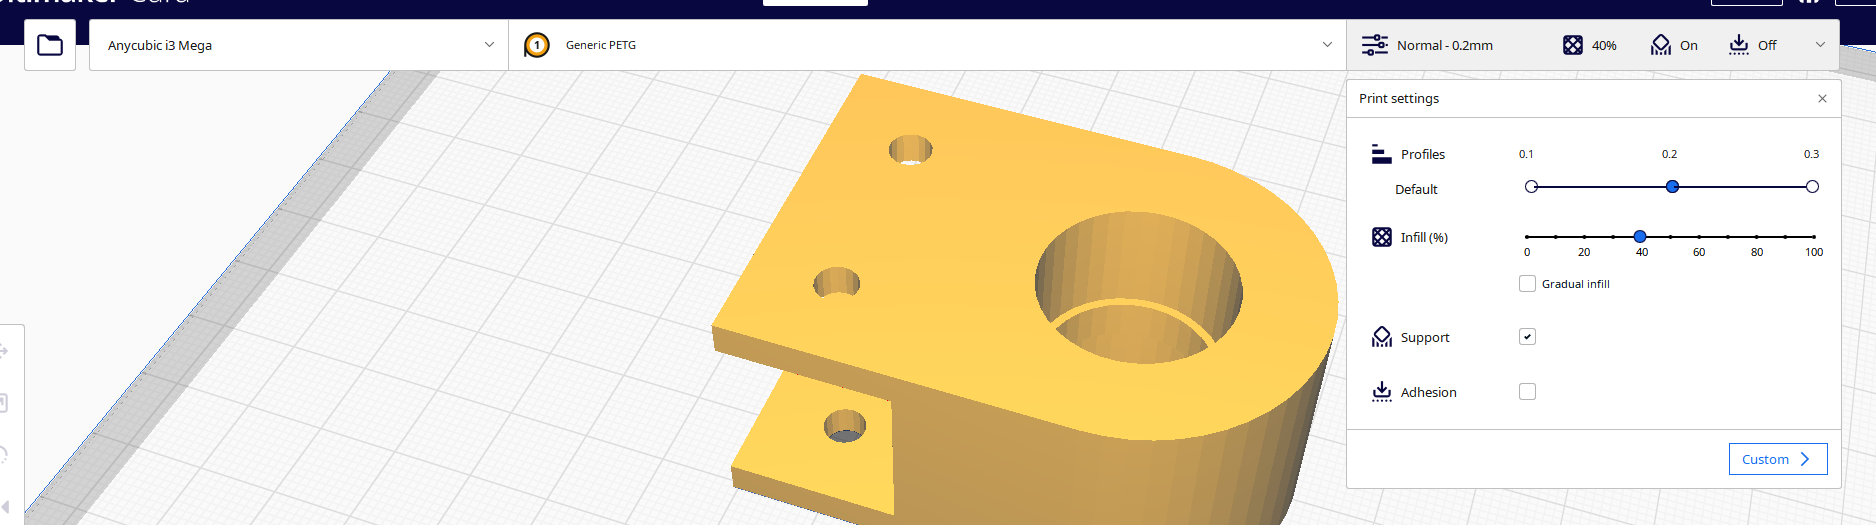 Anycubic i3 Mega
1
Generic PETG
Normal - 0.2mm
40%
On
Off
Print settings
Profiles
0.1
0.2
0.3
Default
Infill (%)
0
20
40
60
80
100
Gradual infill
Support
Adhesion
Custom